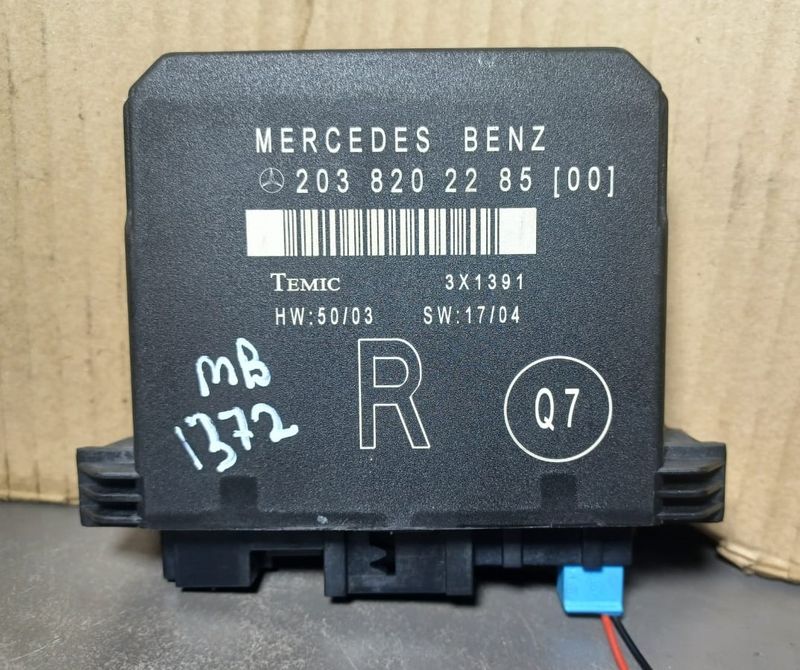 MERCEDES BENZ
203 820 22 85 [00]
TEMIC 3X1391
HW:50/03 SW:17/04
MB
1372
R
Q7